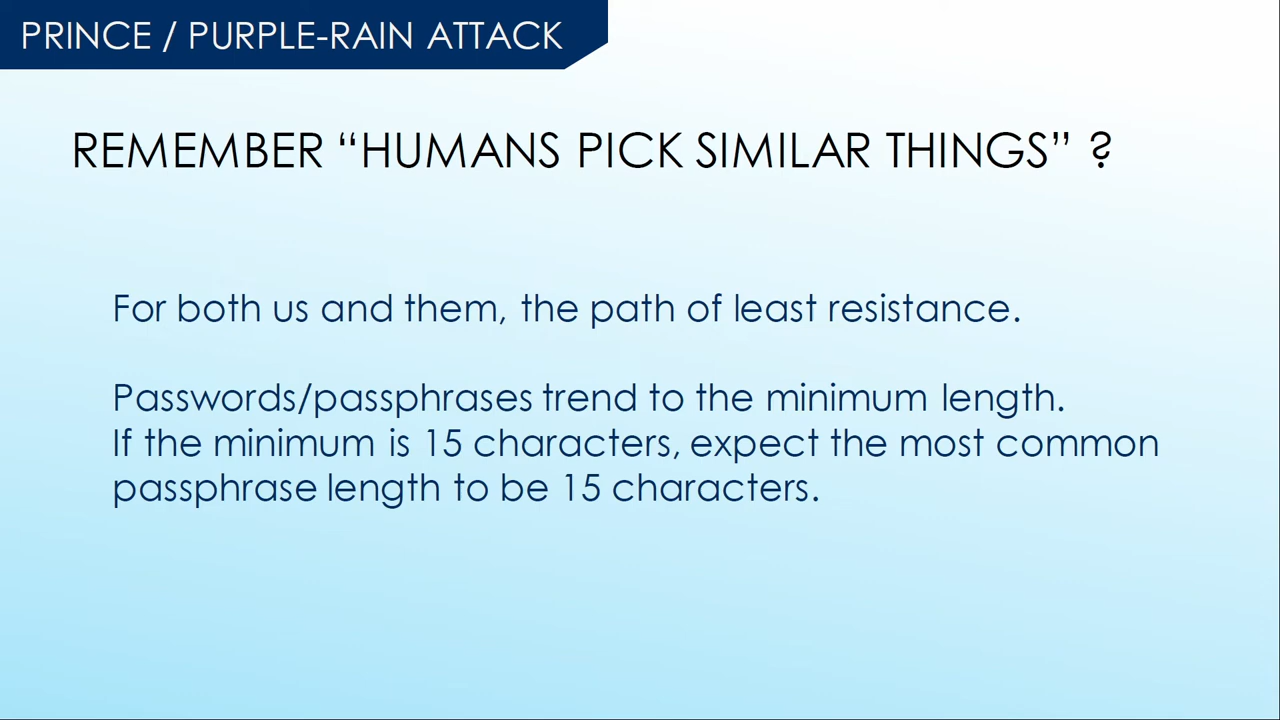 PRINCE / PURPLE-RAIN ATTACK
REMEMBER “HUMANS PICK SIMILAR THINGS” ?
For both us and them, the path of least resistance.
Passwords/passphrases trend to the minimum length.
If the minimum is 15 characters, expect the most common
passphrase length to be 15 characters.